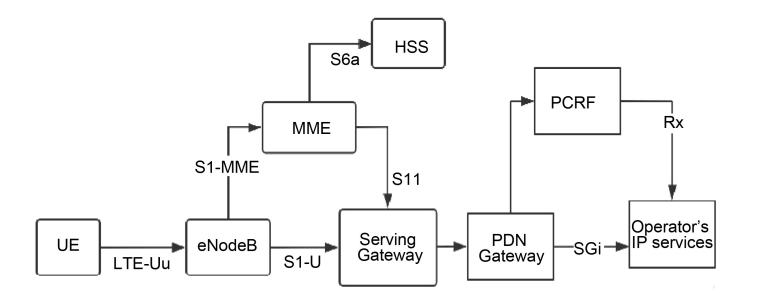 HSS
S6a
MME
PCRF
Rx
S1-MME
S11
UE
LTE-Uu
eNodeB
S1-U
Serving
Gateway
PDN
Gateway
SGi
Operator's
IP services